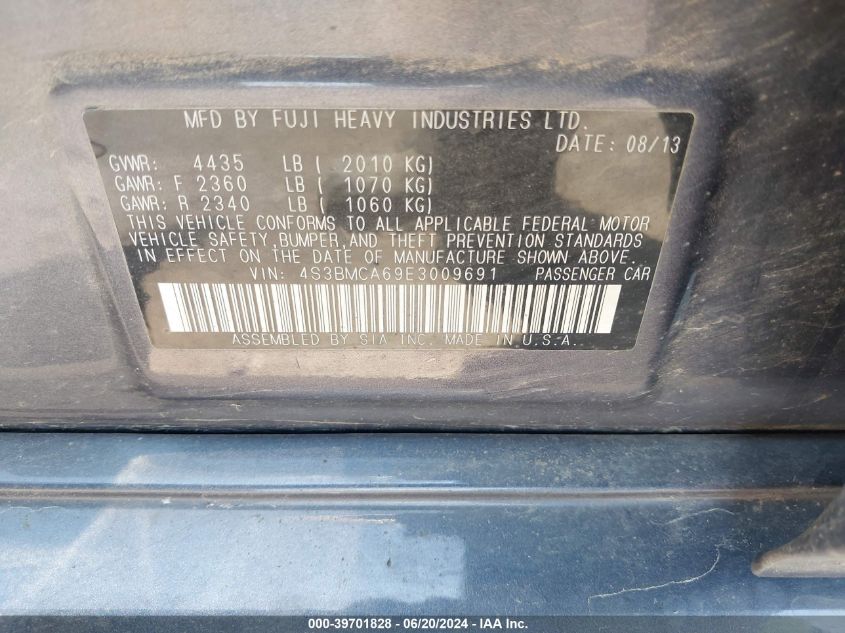 MFD BY FUJI HEAVY INDUSTRIES LTD.
DATE: 08/13
GVWR: 4435 LB ( 2010 KG)
GAWR: F 2360 LB ( 1070 KG)
GAWR: R 2340 LB ( 1060 KG)
THIS VEHICLE CONFORMS TO ALL APPLICABLE FEDERAL MOTOR
VEHICLE SAFETY, BUMPER, AND THEFT PREVENTION STANDARDS
IN EFFECT ON THE DATE OF MANUFACTURE SHOWN ABOVE.
VIN: 4S3BMCA69E3009691 PASSENGER CAR
ASSEMBLED BY SIA INC. MADE IN U.S.A.
000-39701828 - 06/20/2024 - IAA Inc.